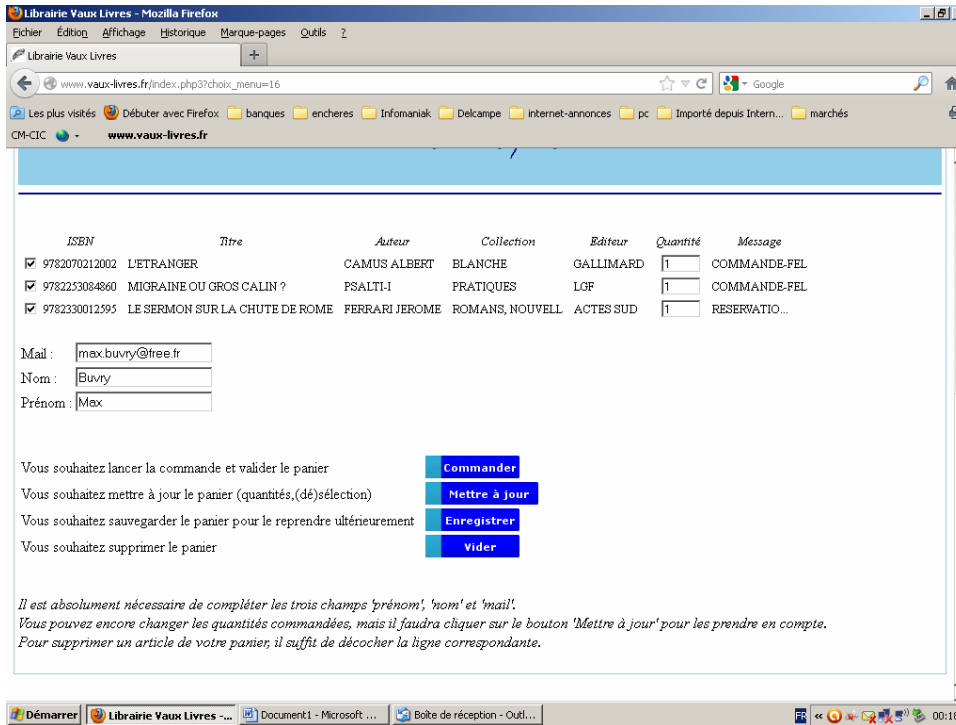 Librairie Vaux Livres - Mozilla Firefox
Fichier Édition Affichage Historique Marque-pages Outils ?
Librairie Vaux Livres +
www.vaux-livres.fr/index.php3?choix_menu=16 Google
Les plus visités Débuter avec Firefox banques encheres Infomaniak Delcampe internet-annonces pc Importé depuis Intern... marchés
CM-CIC www.vaux-livres.fr
ISBN Titre Auteur Collection Editeur Quantité Message
9782070212002 L'ETRANGER CAMUS ALBERT BLANCHE GALLIMARD 1 COMMANDE-FEL
9782253084860 MIGRAINE OU GROS CALIN ? PSALTI-I PRATIQUES LGF 1 COMMANDE-FEL
9782330012595 LE SERMON SUR LA CHUTE DE ROME FERRARI JEROME ROMANS, NOUVELL ACTES SUD 1 RESERVATIO...
Mail : max.buvry@free.fr
Nom : Buvry
Prénom : Max
Vous souhaitez lancer la commande et valider le panier Commander
Vous souhaitez mettre à jour le panier (quantités,(dé)sélection) Mettre à jour
Vous souhaitez sauvegarder le panier pour le reprendre ultérieurement Enregistrer
Vous souhaitez supprimer le panier Vider
Il est absolument nécessaire de compléter les trois champs 'prénom', 'nom' et 'mail'.
Vous pouvez encore changer les quantités commandées, mais il faudra cliquer sur le bouton 'Mettre à jour' pour les prendre en compte.
Pour supprimer un article de votre panier, il suffit de décocher la ligne correspondante.
Démarrer Librairie Vaux Livres -... Document1 - Microsoft ... Boîte de réception - Outl... FR 00:18